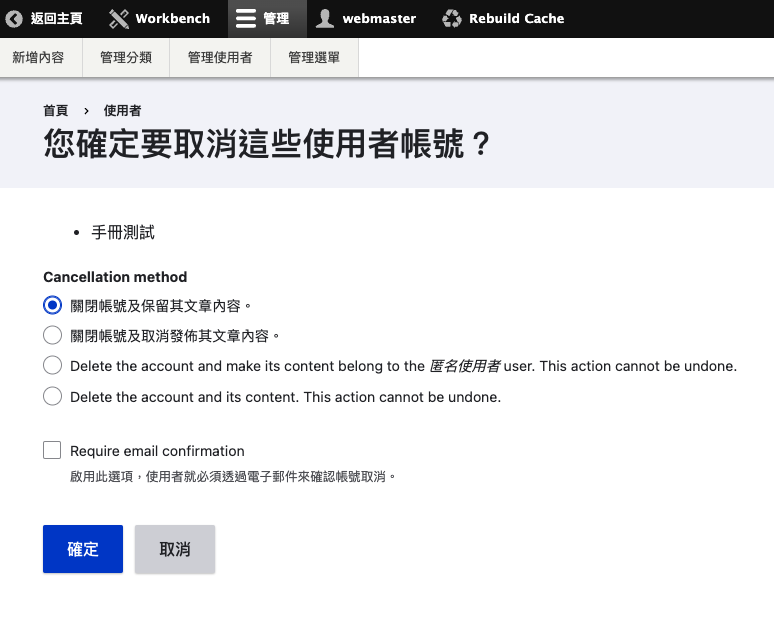 返回主頁 Workbench 管理 webmaster Rebuild Cache
新增內容 管理分類 管理使用者 管理選單
首頁 › 使用者
您確定要取消這些使用者帳號？
• 手冊測試
Cancellation method
關閉帳號及保留其文章內容。
關閉帳號及取消發佈其文章內容。
Delete the account and make its content belong to the 匿名使用者 user. This action cannot be undone.
Delete the account and its content. This action cannot be undone.
Require email confirmation
啟用此選項，使用者就必須透過電子郵件來確認帳號取消。
確定 取消